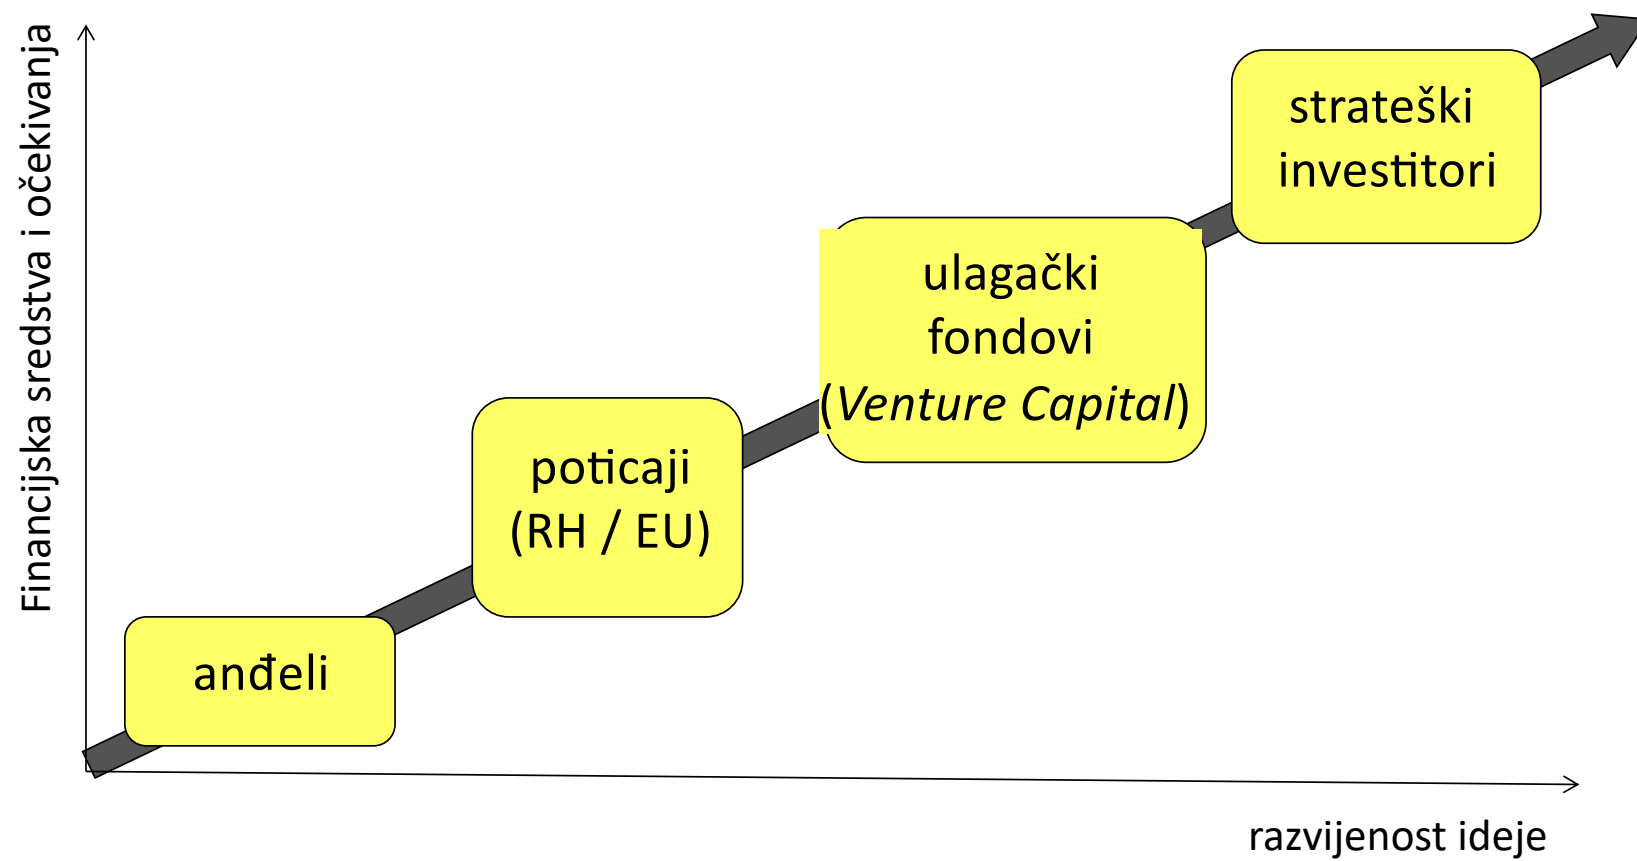 Financijska sredstva i očekivanja
strateški
investitori
ulagački
fondovi
(Venture Capital)
poticaji
(RH / EU)
anđeli
razvijenost ideje